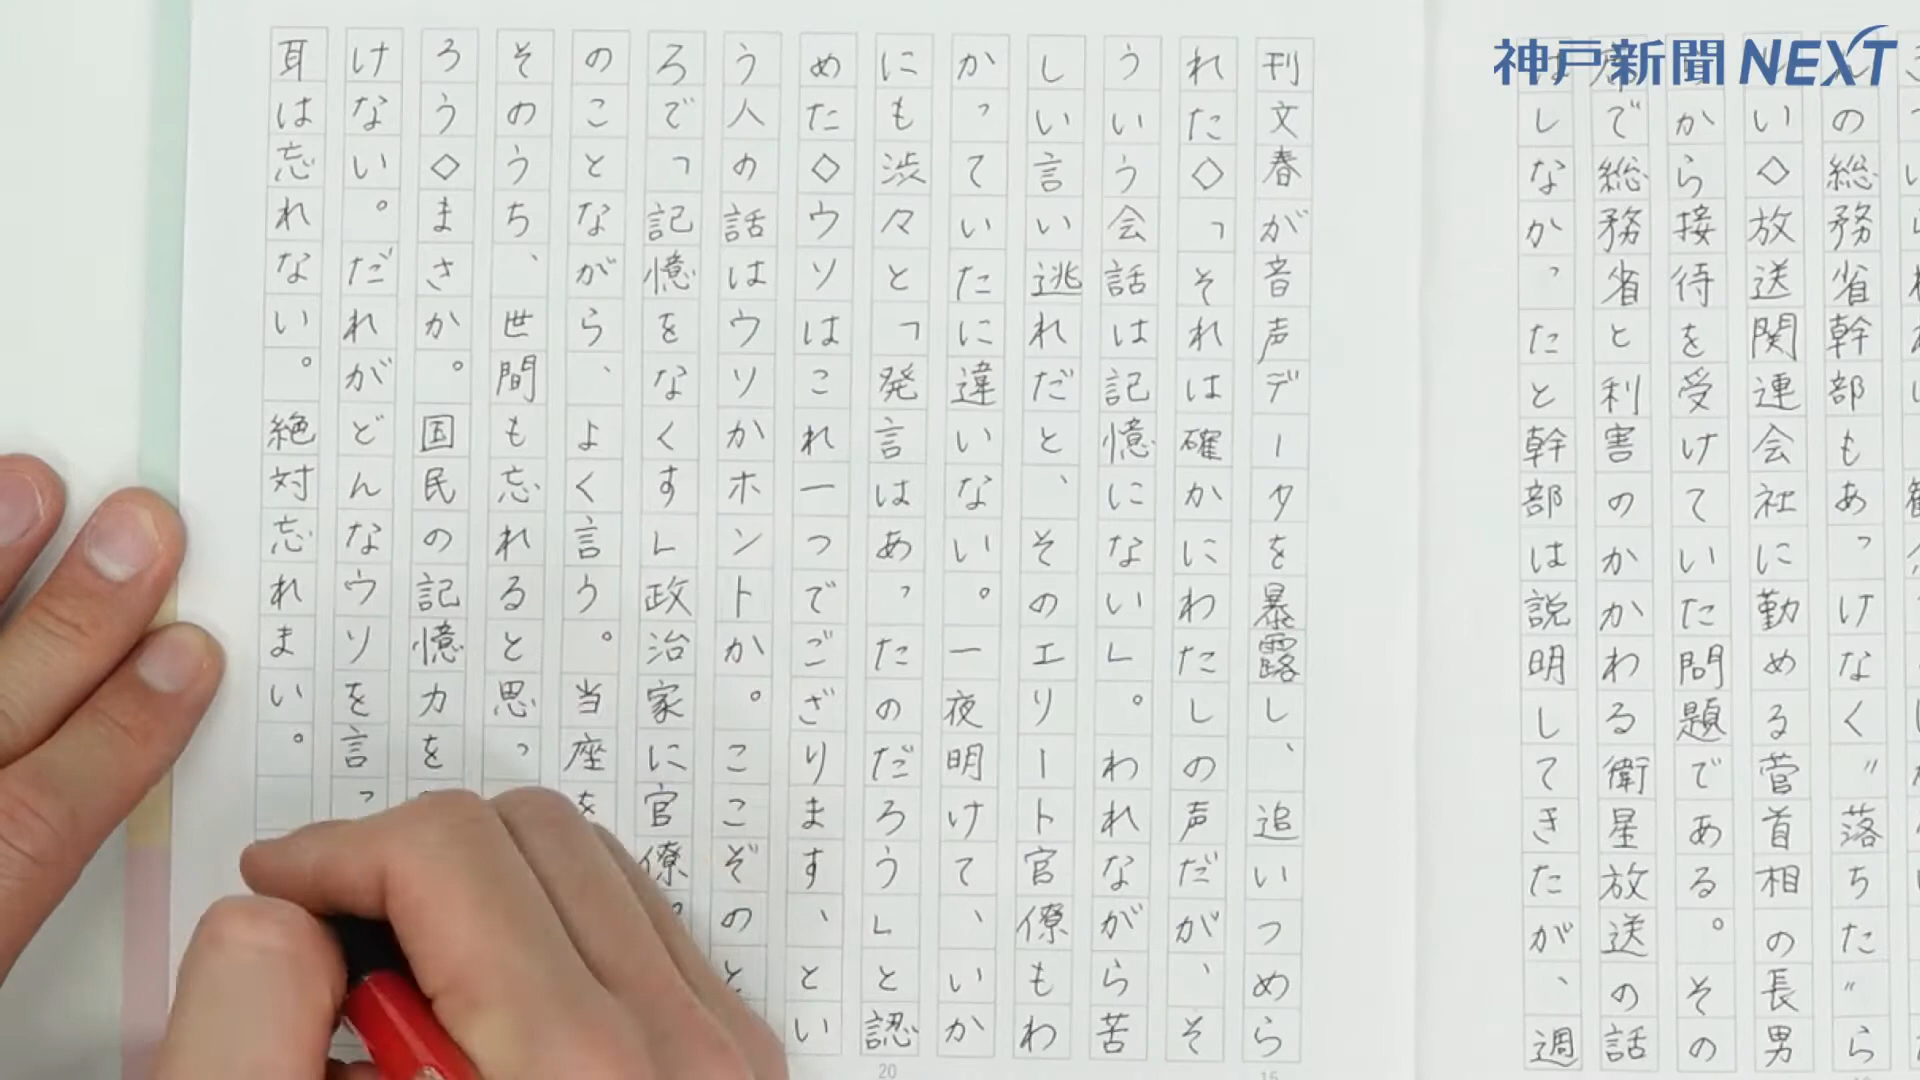 神戸新聞NEXT
の総務省幹部もあっけなく〃落ちた〃ら
い◇放送関連会社に勤める菅首相の長男
から接待を受けていた問題である。その
で総務省と利害のかかわる衛星放送の話
はしなかったと幹部は説明してきたが、週
刊文春が音声データを暴露し、追いつめら
れた◇「それは確かにわたしの声だが、そ
ういう会話は記憶にない」。われながら苦
しい言い逃れだと、そのエリート官僚もわ
かっていたに違いない。一夜明けて、いか
にも渋々と「発言はあったのだろう」と認
めた◇ウソはこれ一つでございます、とい
う人の話はウソかホントか。ここぞのと
ろで「記憶をなくす」政治家に官僚。
のことながら、よく言う。当座を
そのうち、世間も忘れると思っ
ろう◇まさか。国民の記憶力を
けない。だれがどんなウソを言っ
耳は忘れない。絶対忘れまい。
20
15